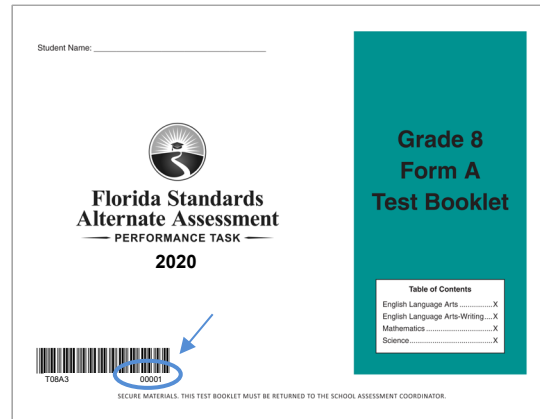 Student Name: ___________________________
Florida Standards
Alternate Assessment
PERFORMANCE TASK
2020
T08A3 00001
Grade 8
Form A
Test Booklet
Table of Contents
English Language Arts ...............X
English Language Arts-Writing....X
Mathematics ..............................X
Science.....................................X
SECURE MATERIALS. THIS TEST BOOKLET MUST BE RETURNED TO THE SCHOOL ASSESSMENT COORDINATOR.